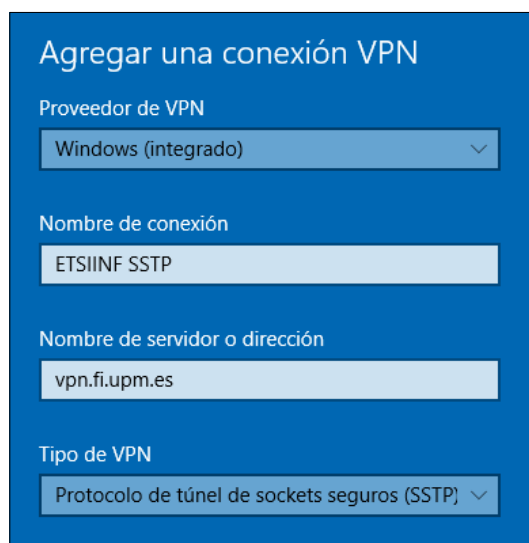 Agregar una conexión VPN
Proveedor de VPN
Windows (integrado)
Nombre de conexión
ETSIINF SSTP
Nombre de servidor o dirección
vpn.fi.upm.es
Tipo de VPN
Protocolo de túnel de sockets seguros (SSTP)